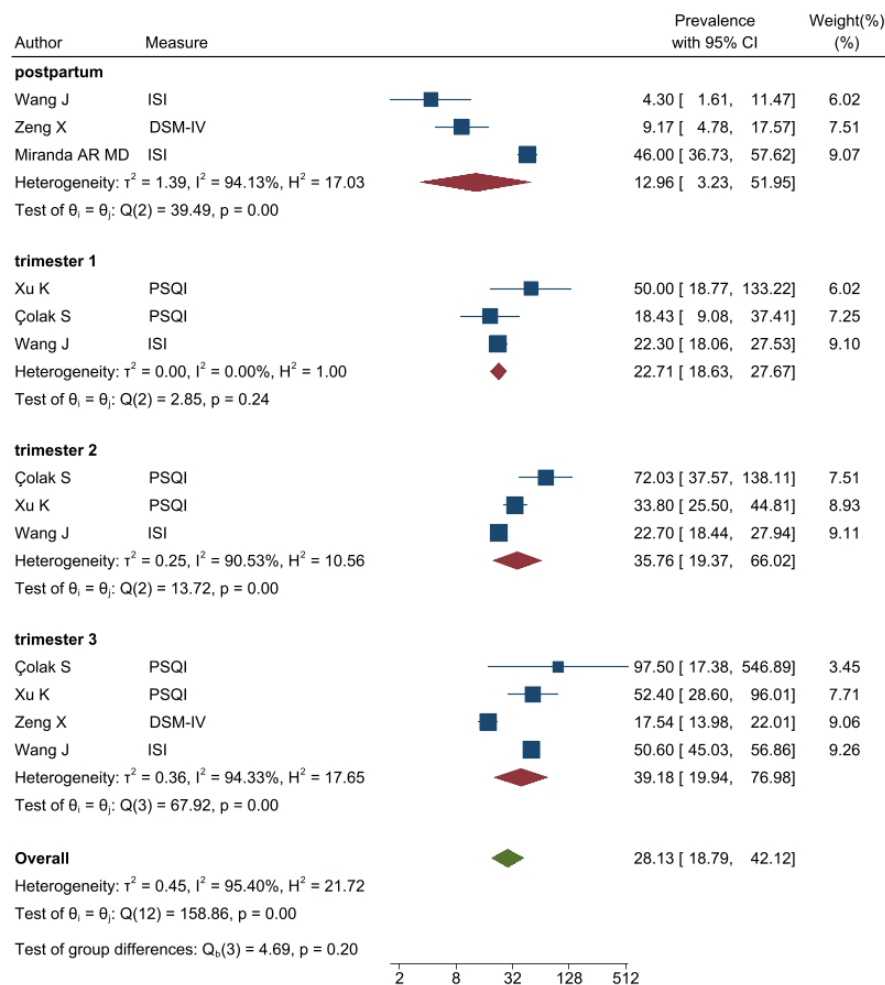 Prevalence Weight(%)
Author Measure with 95% CI (%)
postpartum
Wang J ISI 4.30 [ 1.61, 11.47] 6.02
Zeng X DSM-IV 9.17 [ 4.78, 17.57] 7.51
Miranda AR MD ISI 46.00 [ 36.73, 57.62] 9.07
Heterogeneity: τ² = 1.39, I² = 94.13%, H² = 17.03 12.96 [ 3.23, 51.95]
Test of θᵢ = θⱼ: Q(2) = 39.49, p = 0.00
trimester 1
Xu K PSQI 50.00 [ 18.77, 133.22] 6.02
Çolak S PSQI 18.43 [ 9.08, 37.41] 7.25
Wang J ISI 22.30 [ 18.06, 27.53] 9.10
Heterogeneity: τ² = 0.00, I² = 0.00%, H² = 1.00 22.71 [ 18.63, 27.67]
Test of θᵢ = θⱼ: Q(2) = 2.85, p = 0.24
trimester 2
Çolak S PSQI 72.03 [ 37.57, 138.11] 7.51
Xu K PSQI 33.80 [ 25.50, 44.81] 8.93
Wang J ISI 22.70 [ 18.44, 27.94] 9.11
Heterogeneity: τ² = 0.25, I² = 90.53%, H² = 10.56 35.76 [ 19.37, 66.02]
Test of θᵢ = θⱼ: Q(2) = 13.72, p = 0.00
trimester 3
Çolak S PSQI 97.50 [ 17.38, 546.89] 3.45
Xu K PSQI 52.40 [ 28.60, 96.01] 7.71
Zeng X DSM-IV 17.54 [ 13.98, 22.01] 9.06
Wang J ISI 50.60 [ 45.03, 56.86] 9.26
Heterogeneity: τ² = 0.36, I² = 94.33%, H² = 17.65 39.18 [ 19.94, 76.98]
Test of θᵢ = θⱼ: Q(3) = 67.92, p = 0.00
Overall 28.13 [ 18.79, 42.12]
Heterogeneity: τ² = 0.45, I² = 95.40%, H² = 21.72
Test of θᵢ = θⱼ: Q(12) = 158.86, p = 0.00
Test of group differences: Q_b(3) = 4.69, p = 0.20
2 8 32 128 512